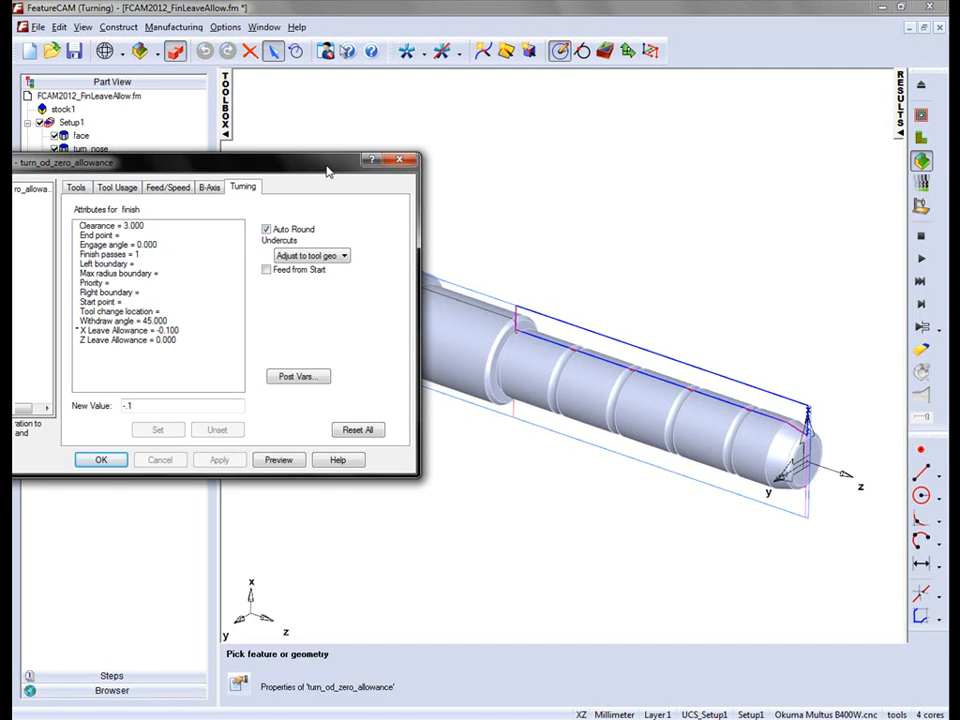 FeatureCAM (Turning) - [FCAM2012_FinLeaveAllow.fm *]
File Edit View Construct Manufacturing Options Window Help
Part View
FCAM2012_FinLeaveAllow.fm
stock1
Setup1
face
turn_nose
- turn_od_zero_allowance
ro_allowa..
Tools Tool Usage Feed/Speed B-Axis Turning
Attributes for finish
Clearance = 3.000
End point =
Engage angle = 0.000
Finish passes = 1
Left boundary =
Max radius boundary =
Priority =
Right boundary =
Start point =
Tool change location =
Withdraw angle = 45.000
* X Leave Allowance = -0.100
Z Leave Allowance = 0.000
Auto Round
Undercuts
Adjust to tool geo
Feed from Start
Post Vars...
New Value: -.1
ration to
and
Set Unset Reset All
OK Cancel Apply Preview Help
TOOLBOX
RESULTS
x
y
z
x
y
z
Steps
Browser
Pick feature or geometry
Properties of 'turn_od_zero_allowance'
XZ Millimeter Layer1 UCS_Setup1 Setup1 Okuma Multus B400W.cnc tools 4 cores